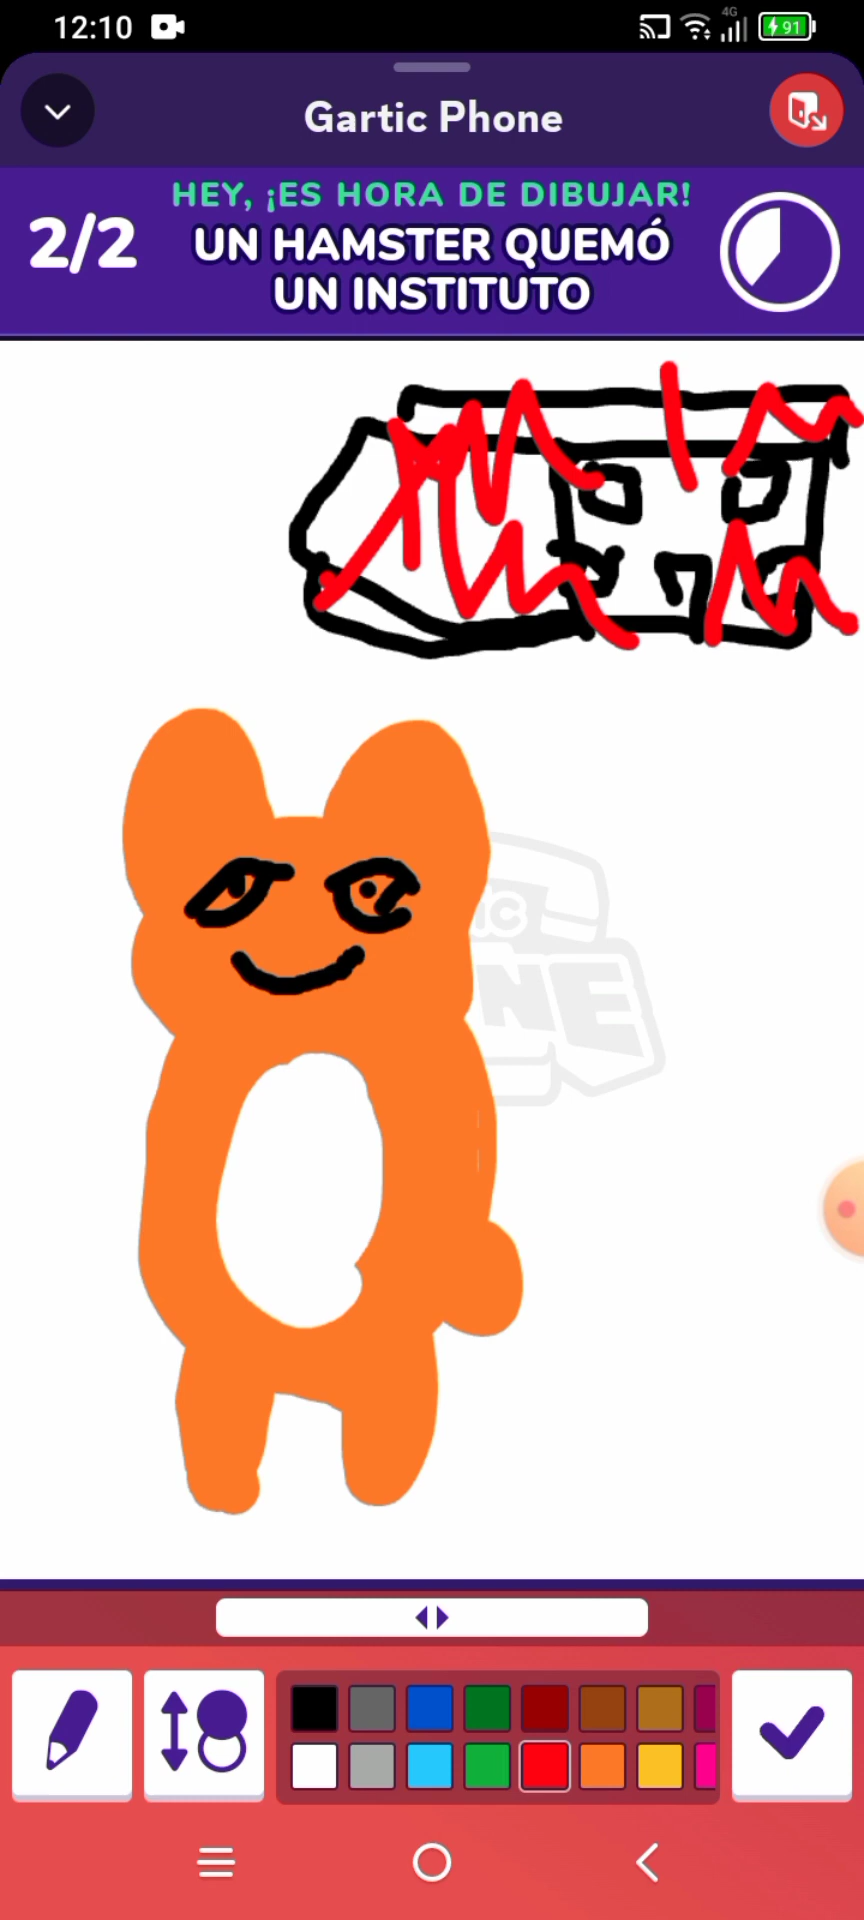 12:10
4G
91
Gartic Phone
HEY, ¡ES HORA DE DIBUJAR!
2/2
UN HAMSTER QUEMÓ
UN INSTITUTO